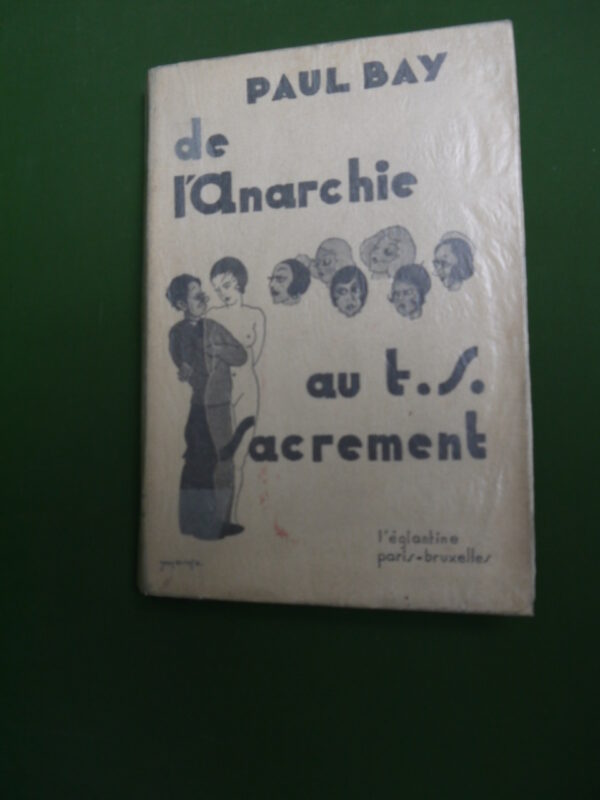 PAUL BAY
de
l'Anarchie
au t.s.
Sacrement
l'églantine
paris-bruxelles